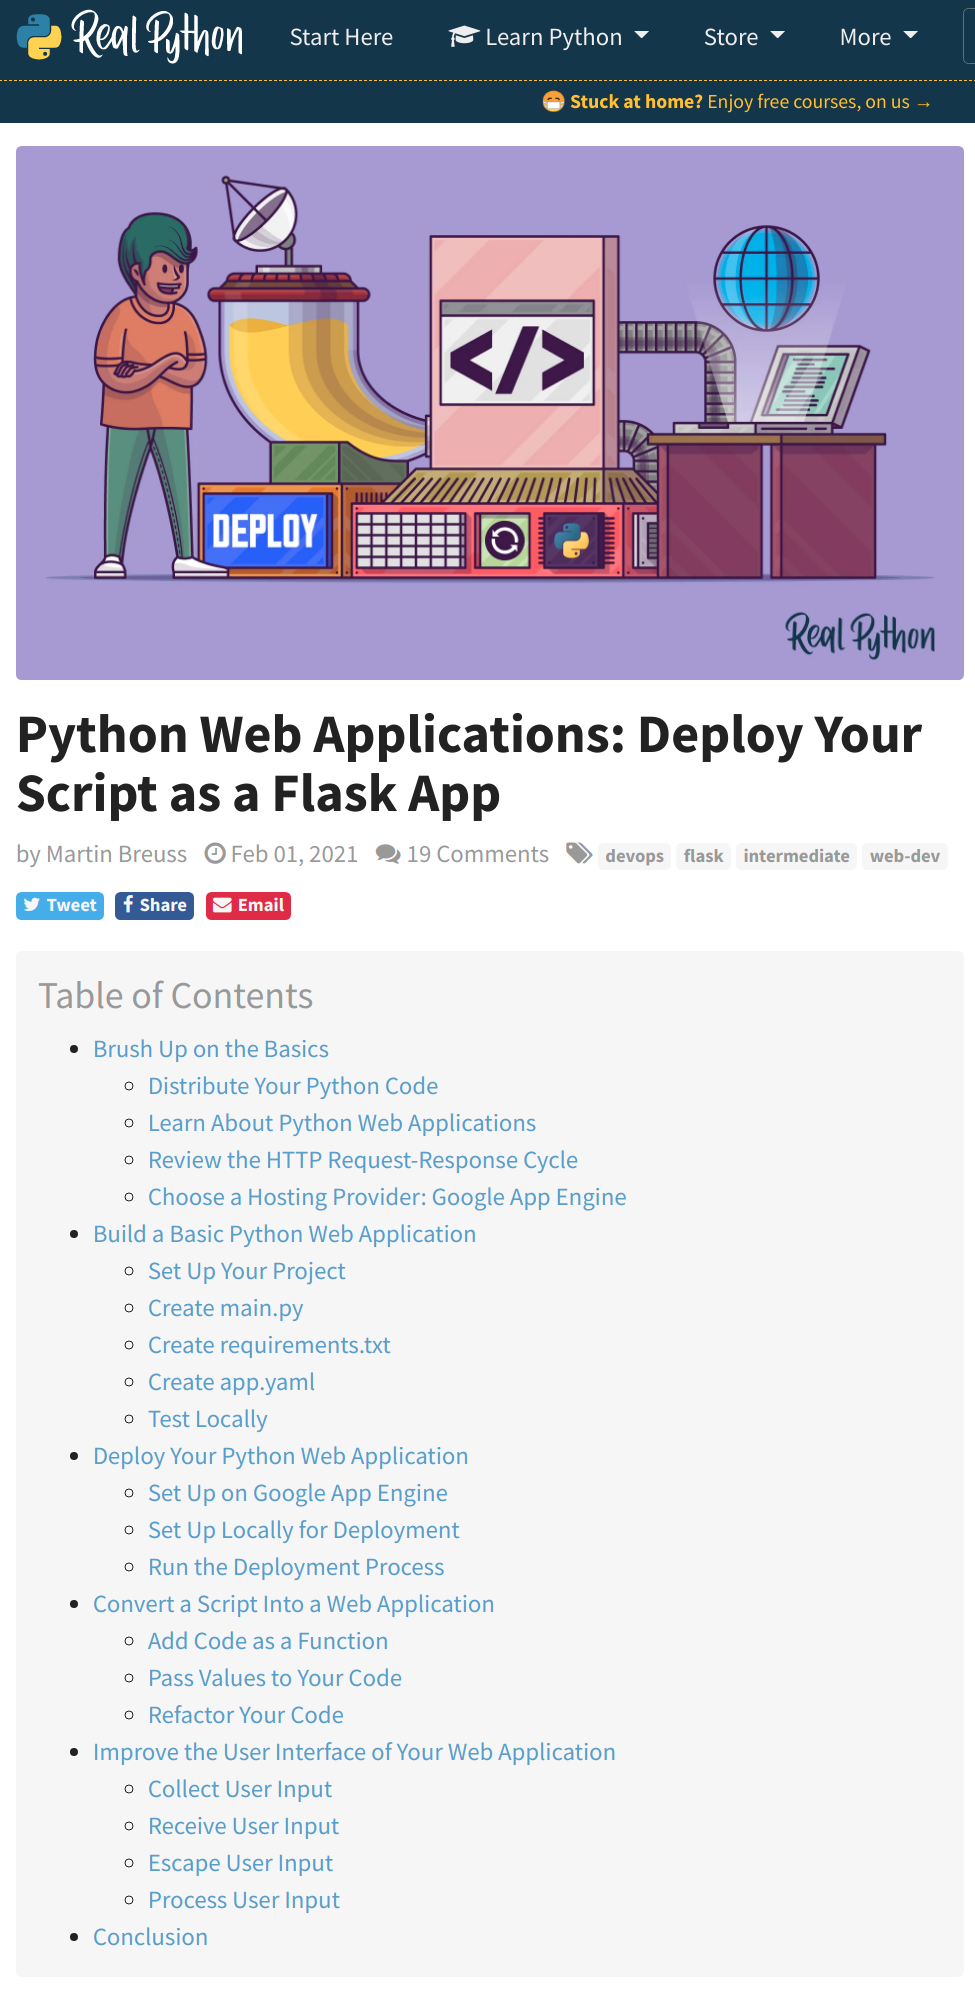 Real Python Start Here Learn Python Store More
Stuck at home? Enjoy free courses, on us →
</>
DEPLOY
Real Python
Python Web Applications: Deploy Your
Script as a Flask App
by Martin Breuss Feb 01, 2021 19 Comments devops flask intermediate web-dev
Tweet Share Email
Table of Contents
Brush Up on the Basics
Distribute Your Python Code
Learn About Python Web Applications
Review the HTTP Request-Response Cycle
Choose a Hosting Provider: Google App Engine
Build a Basic Python Web Application
Set Up Your Project
Create main.py
Create requirements.txt
Create app.yaml
Test Locally
Deploy Your Python Web Application
Set Up on Google App Engine
Set Up Locally for Deployment
Run the Deployment Process
Convert a Script Into a Web Application
Add Code as a Function
Pass Values to Your Code
Refactor Your Code
Improve the User Interface of Your Web Application
Collect User Input
Receive User Input
Escape User Input
Process User Input
Conclusion